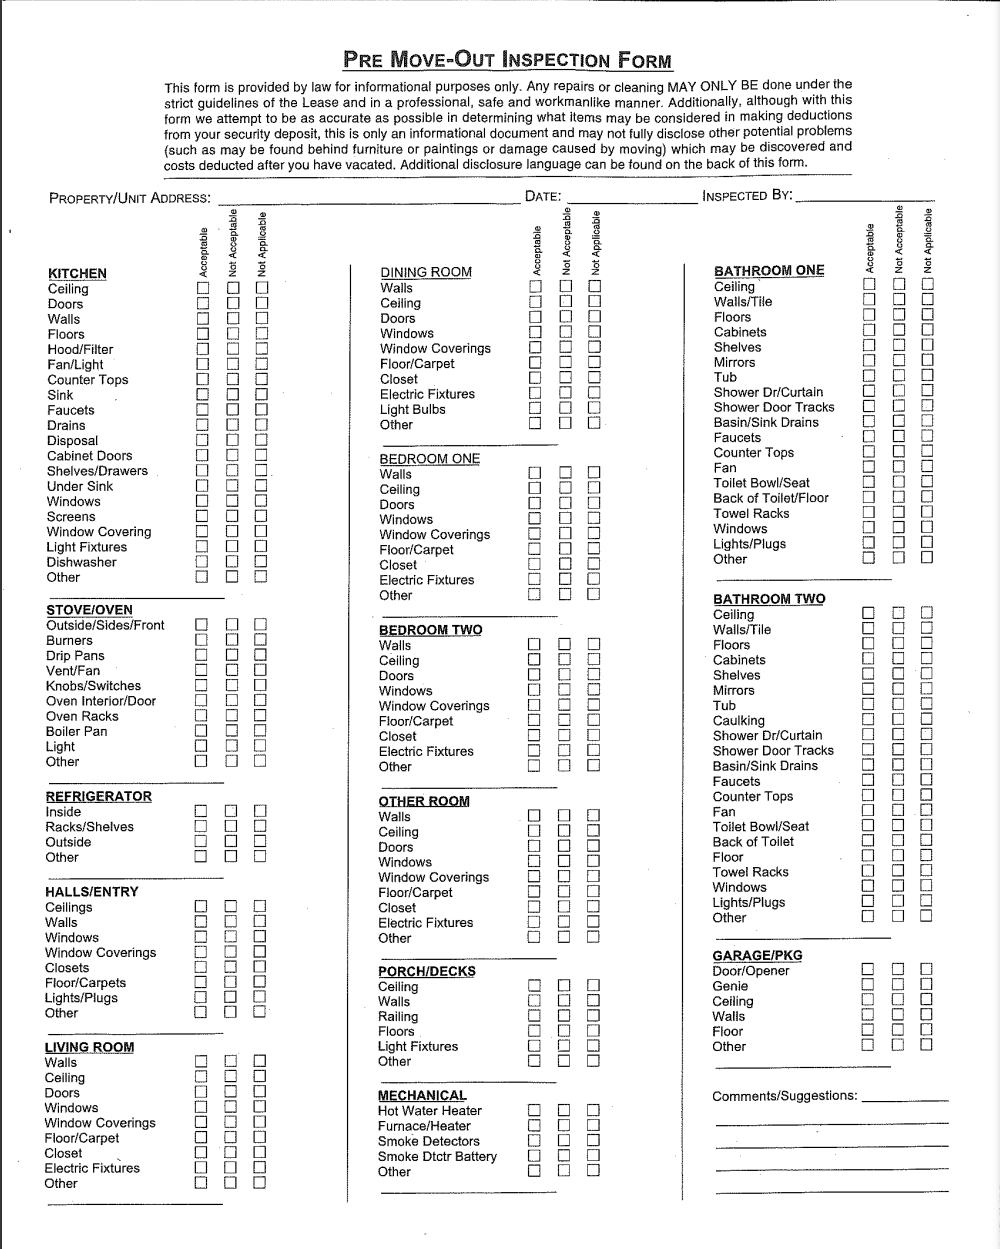 PRE MOVE-OUT INSPECTION FORM
This form is provided by law for informational purposes only. Any repairs or cleaning MAY ONLY BE done under the
strict guidelines of the Lease and in a professional, safe and workmanlike manner. Additionally, although with this
form we attempt to be as accurate as possible in determining what items may be considered in making deductions
from your security deposit, this is only an informational document and may not fully disclose other potential problems
(such as may be found behind furniture or paintings or damage caused by moving) which may be discovered and
costs deducted after you have vacated. Additional disclosure language can be found on the back of this form.
PROPERTY/UNIT ADDRESS: DATE: INSPECTED BY:
Acceptable Not Acceptable Not Applicable
KITCHEN
Ceiling
Doors
Walls
Floors
Hood/Filter
Fan/Light
Counter Tops
Sink
Faucets
Drains
Disposal
Cabinet Doors
Shelves/Drawers
Under Sink
Windows
Screens
Window Covering
Light Fixtures
Dishwasher
Other
STOVE/OVEN
Outside/Sides/Front
Burners
Drip Pans
Vent/Fan
Knobs/Switches
Oven Interior/Door
Oven Racks
Boiler Pan
Light
Other
REFRIGERATOR
Inside
Racks/Shelves
Outside
Other
HALLS/ENTRY
Ceilings
Walls
Windows
Window Coverings
Closets
Floor/Carpets
Lights/Plugs
Other
LIVING ROOM
Walls
Ceiling
Doors
Windows
Window Coverings
Floor/Carpet
Closet
Electric Fixtures
Other
Acceptable Not Acceptable Not Applicable
DINING ROOM
Walls
Ceiling
Doors
Windows
Window Coverings
Floor/Carpet
Closet
Electric Fixtures
Light Bulbs
Other
BEDROOM ONE
Walls
Ceiling
Doors
Windows
Window Coverings
Floor/Carpet
Closet
Electric Fixtures
Other
BEDROOM TWO
Walls
Ceiling
Doors
Windows
Window Coverings
Floor/Carpet
Closet
Electric Fixtures
Other
OTHER ROOM
Walls
Ceiling
Doors
Windows
Window Coverings
Floor/Carpet
Closet
Electric Fixtures
Other
PORCH/DECKS
Ceiling
Walls
Railing
Floors
Light Fixtures
Other
MECHANICAL
Hot Water Heater
Furnace/Heater
Smoke Detectors
Smoke Dtctr Battery
Other
Acceptable Not Acceptable Not Applicable
BATHROOM ONE
Ceiling
Walls/Tile
Floors
Cabinets
Shelves
Mirrors
Tub
Shower Dr/Curtain
Shower Door Tracks
Basin/Sink Drains
Faucets
Counter Tops
Fan
Toilet Bowl/Seat
Back of Toilet/Floor
Towel Racks
Windows
Lights/Plugs
Other
BATHROOM TWO
Ceiling
Walls/Tile
Floors
Cabinets
Shelves
Mirrors
Tub
Caulking
Shower Dr/Curtain
Shower Door Tracks
Basin/Sink Drains
Faucets
Counter Tops
Fan
Toilet Bowl/Seat
Back of Toilet
Floor
Towel Racks
Windows
Lights/Plugs
Other
GARAGE/PKG
Door/Opener
Genie
Ceiling
Walls
Floor
Other
Comments/Suggestions: